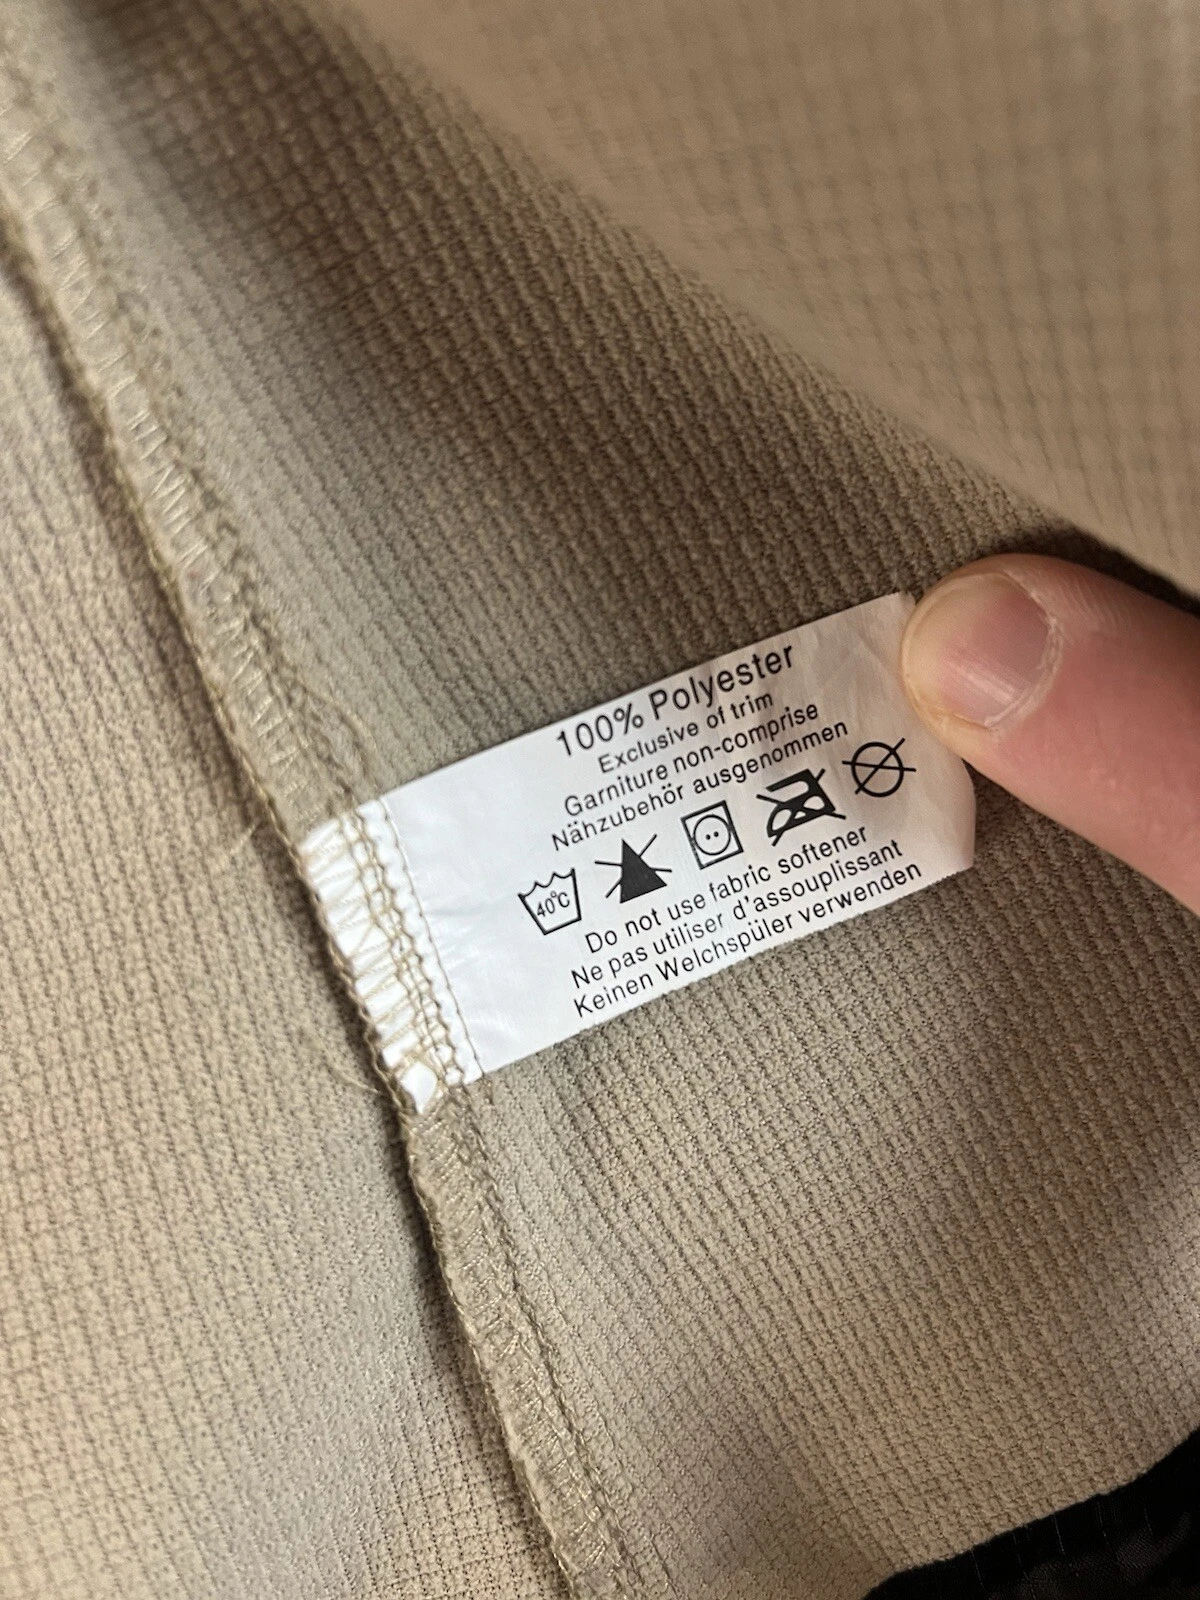 100% Polyester
Exclusive of trim
Garniture non-comprise
Nähzubehör ausgenommen
40°C
Do not use fabric softener
Ne pas utiliser d'assouplissant
Keinen Welchspüler verwenden